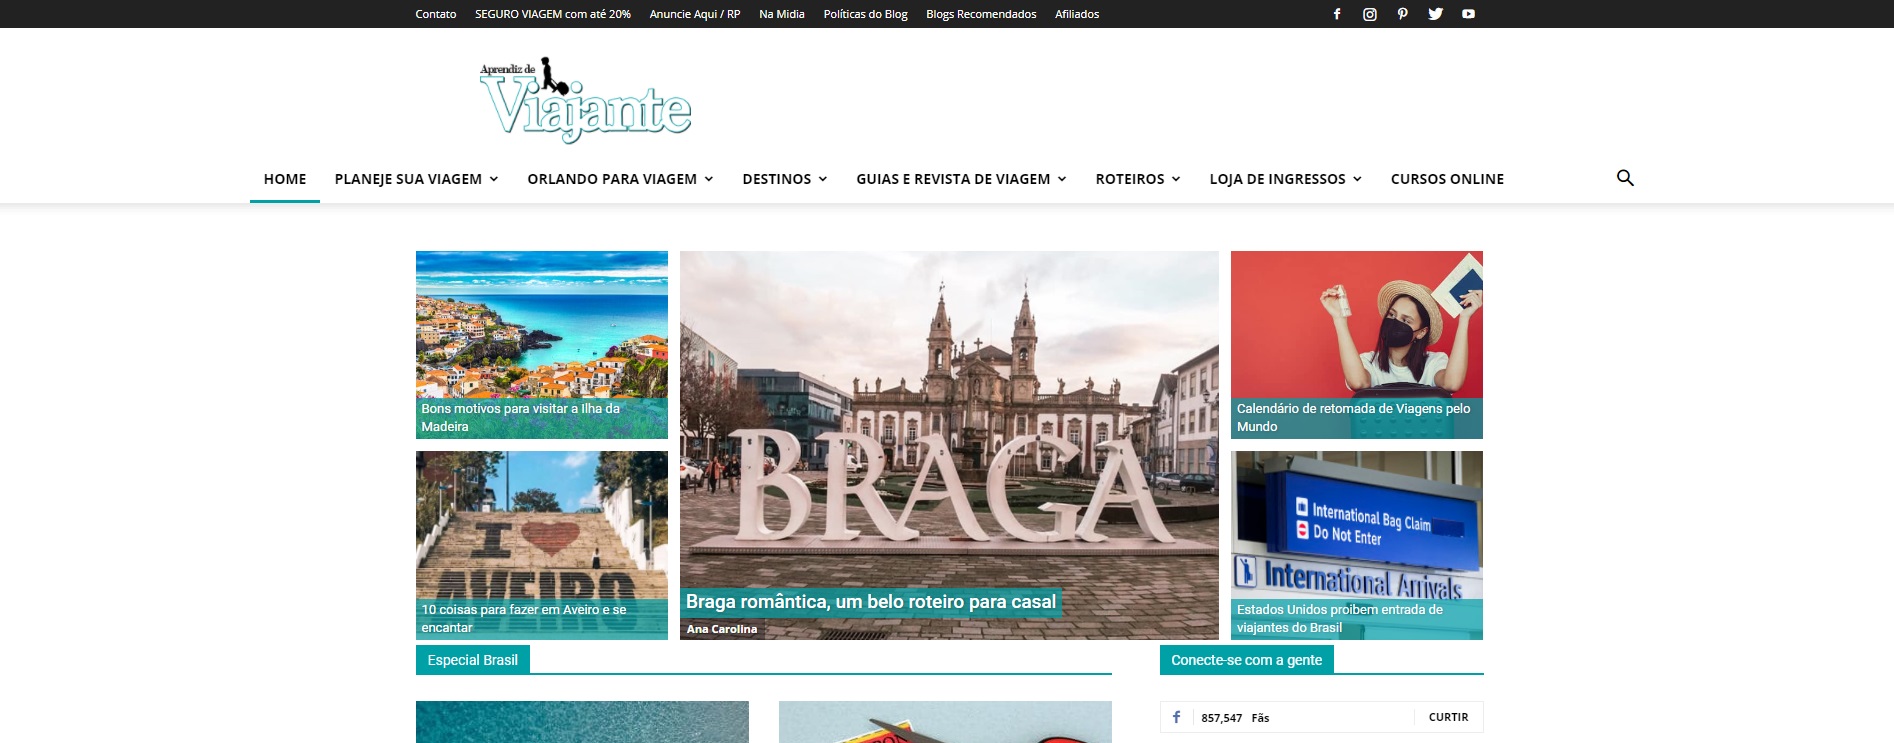 Contato SEGURO VIAGEM com até 20% Anuncie Aqui / RP Na Midia Políticas do Blog Blogs Recomendados Afiliados
Aprendiz de
Viajante
HOME PLANEJE SUA VIAGEM ORLANDO PARA VIAGEM DESTINOS GUIAS E REVISTA DE VIAGEM ROTEIROS LOJA DE INGRESSOS CURSOS ONLINE
Bons motivos para visitar a Ilha da
Madeira
I
AVEIRO
10 coisas para fazer em Aveiro e se
encantar
BRAGA
Braga romântica, um belo roteiro para casal
Ana Carolina
Calendário de retomada de Viagens pelo
Mundo
International Bag Claim
Do Not Enter
International Arrivals
Estados Unidos proibem entrada de
viajantes do Brasil
Especial Brasil
Conecte-se com a gente
857,547 Fãs CURTIR